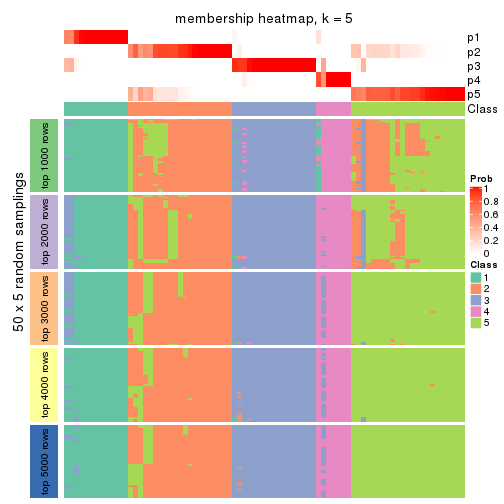 membership heatmap, k = 5
p1
p2
p3
p4
p5
Class
50 x 5 random samplings
top 1000 rows
top 2000 rows
top 3000 rows
top 4000 rows
top 5000 rows
Prob
1
0.8
0.6
0.4
0.2
0
Class
1
2
3
4
5